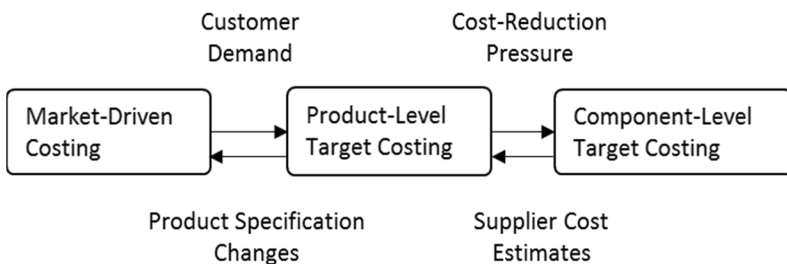 Customer
Demand
Cost-Reduction
Pressure
Market-Driven
Costing
Product-Level
Target Costing
Component-Level
Target Costing
Product Specification
Changes
Supplier Cost
Estimates